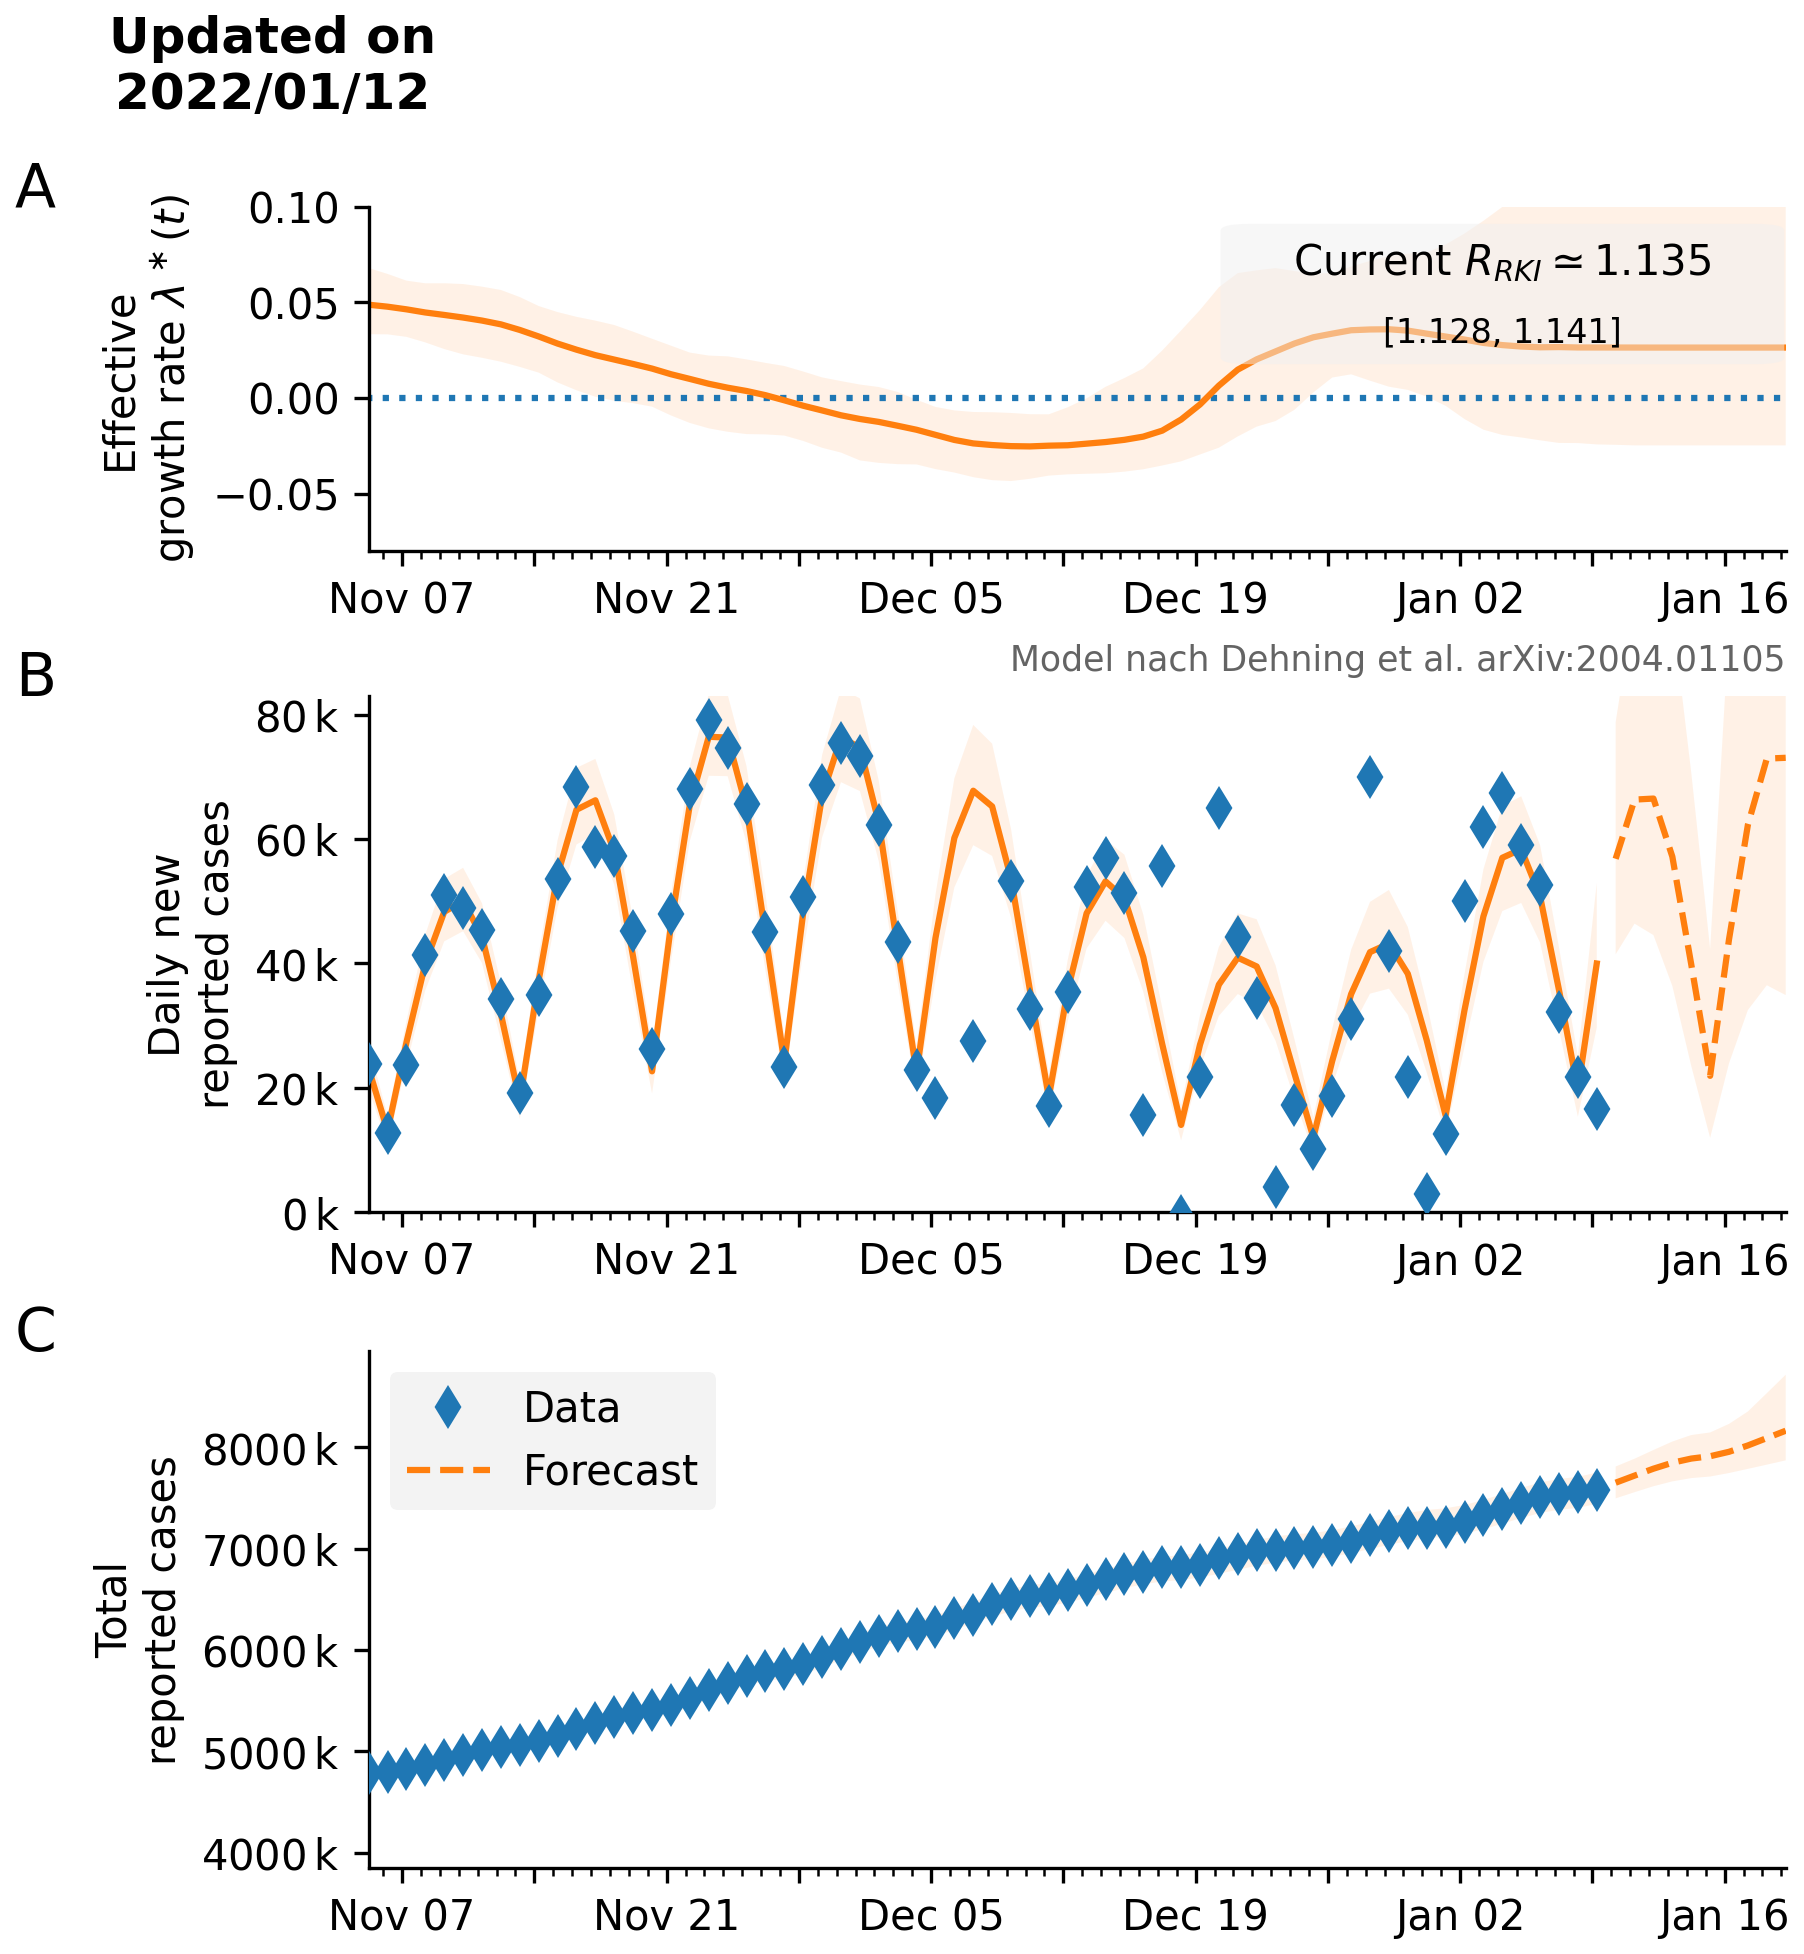 Updated on
2022/01/12
A
Effective
growth rate λ * (t)
0.10
0.05
0.00
−0.05
Current R_RKI ≃ 1.135
[1.128, 1.141]
Nov 07 Nov 21 Dec 05 Dec 19 Jan 02 Jan 16
Model nach Dehning et al. arXiv:2004.01105
B
Daily new
reported cases
80 k
60 k
40 k
20 k
0 k
Nov 07 Nov 21 Dec 05 Dec 19 Jan 02 Jan 16
C
Total
reported cases
Data
Forecast
8000 k
7000 k
6000 k
5000 k
4000 k
Nov 07 Nov 21 Dec 05 Dec 19 Jan 02 Jan 16